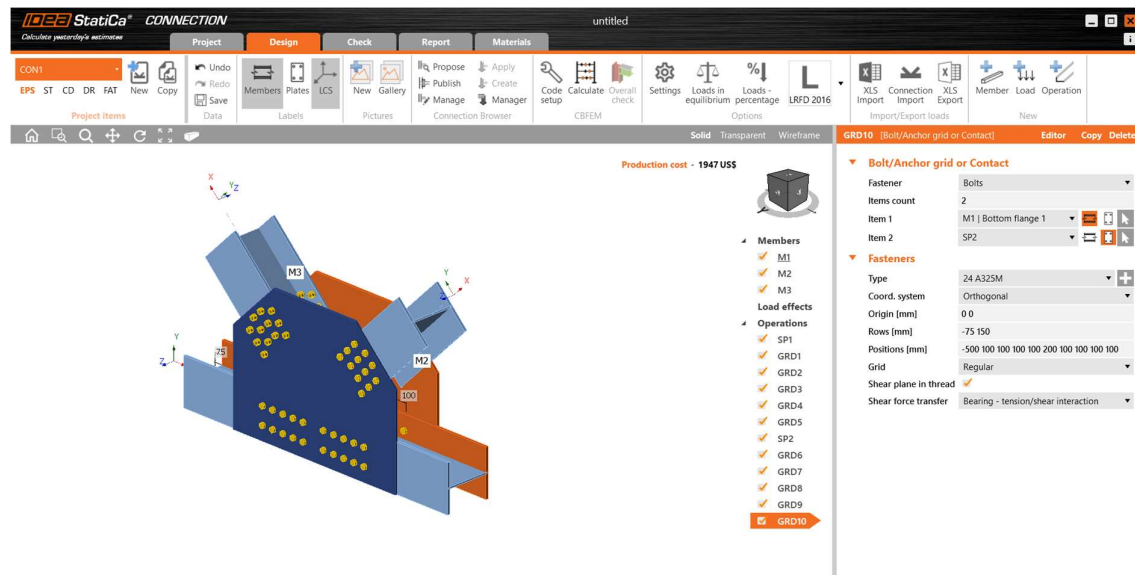 IDEA StatiCa® CONNECTION
untitled
Calculate yesterday's estimates
Project Design Check Report Materials
CON1
EPS ST CD DR FAT
New Copy
Project Items
Undo
Redo
Save
Data
Members Plates LCS
Labels
New Gallery
Pictures
Propose Apply
Publish Create
Manage Manager
Connection Browser
Code setup Calculate Overall check
CBFEM
Settings Loads in equilibrium Loads - percentage LRFD 2016
Options
XLS Import Connection Import XLS Export
Import/Export loads
Member Load Operation
New
Solid Transparent Wireframe
GRD10 [Bolt/Anchor grid or Contact] Editor Copy Delete
Production cost - 1947 US$
X
Y
Z
M3
Y
X
Z
M2
75
Y
Z
X
100
Members
M1
M2
M3
Load effects
Operations
SP1
GRD1
GRD2
GRD3
GRD4
GRD5
SP2
GRD6
GRD7
GRD8
GRD9
GRD10
Bolt/Anchor grid or Contact
Fastener Bolts
Items count 2
Item 1 M1 | Bottom flange 1
Item 2 SP2
Fasteners
Type 24 A325M
Coord. system Orthogonal
Origin [mm] 0 0
Rows [mm] -75 150
Positions [mm] -500 100 100 100 100 200 100 100 100 100
Grid Regular
Shear plane in thread
Shear force transfer Bearing - tension/shear interaction